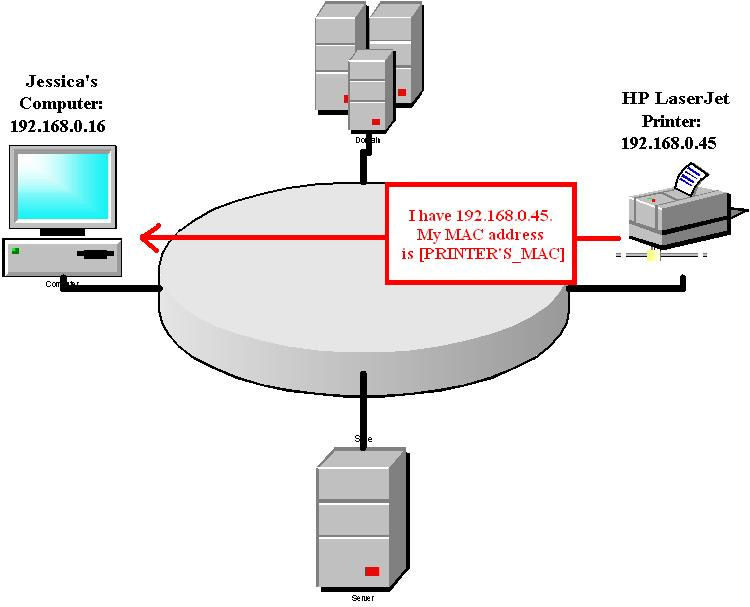 Jessica's
Computer:
192.168.0.16
HP LaserJet
Printer:
192.168.0.45
I have 192.168.0.45.
My MAC address
is [PRINTER'S_MAC]
Server